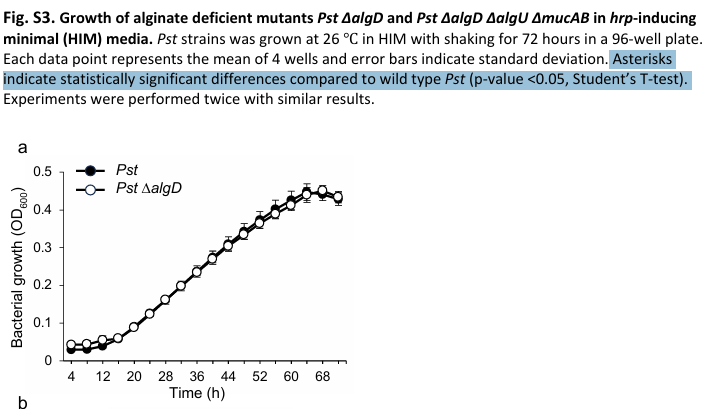 Fig. S3. Growth of alginate deficient mutants Pst ΔalgD and Pst ΔalgD ΔalgU ΔmucAB in hrp-inducing
minimal (HIM) media. Pst strains was grown at 26 °C in HIM with shaking for 72 hours in a 96-well plate.
Each data point represents the mean of 4 wells and error bars indicate standard deviation. Asterisks
indicate statistically significant differences compared to wild type Pst (p-value <0.05, Student's T-test).
Experiments were performed twice with similar results.
a
Pst
Pst ΔalgD
Bacterial growth (OD600)
0.5
0.4
0.3
0.2
0.1
0
4 12 20 28 36 44 52 60 68
Time (h)
b